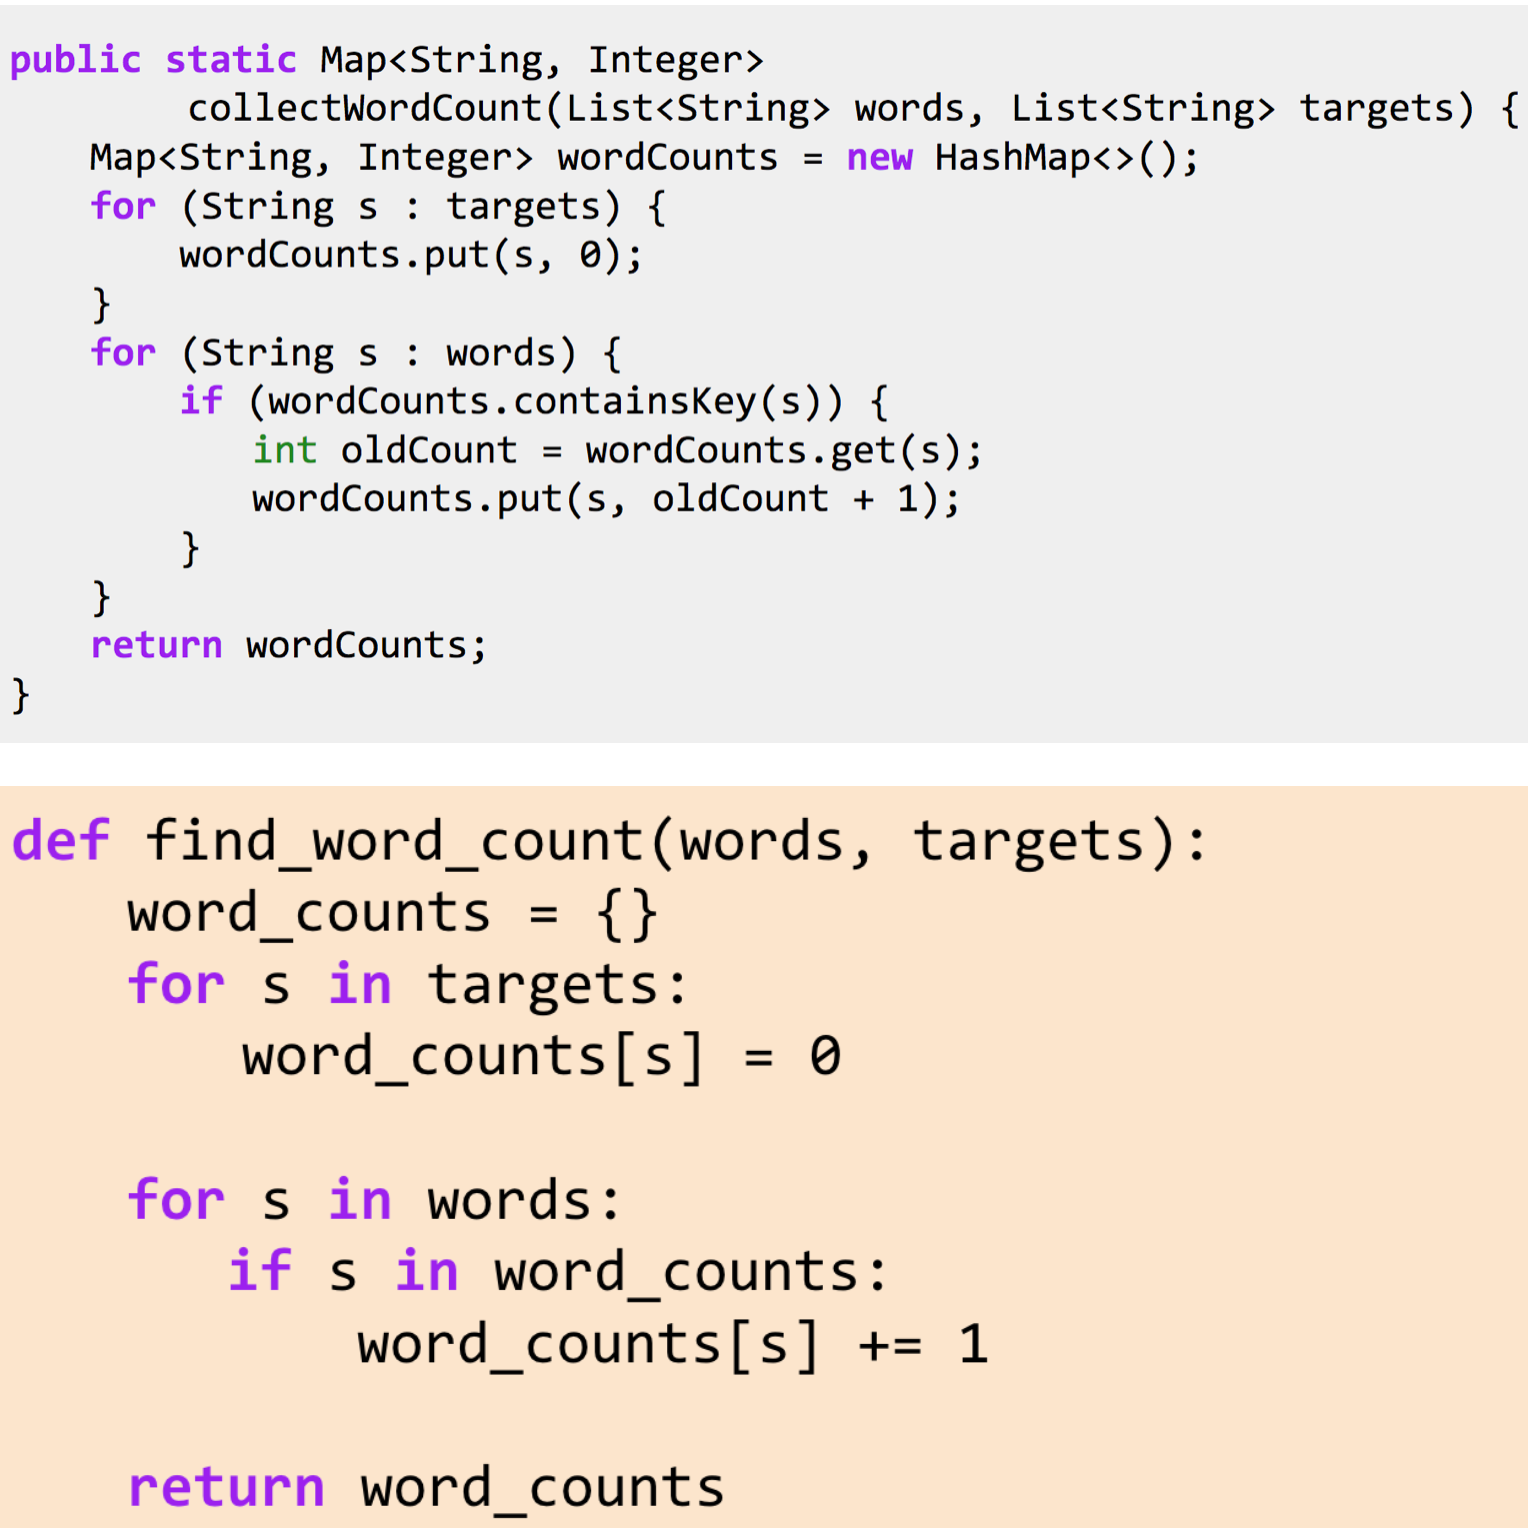 public static Map<String, Integer>
        collectWordCount(List<String> words, List<String> targets) {
    Map<String, Integer> wordCounts = new HashMap<>();
    for (String s : targets) {
        wordCounts.put(s, 0);
    }
    for (String s : words) {
        if (wordCounts.containsKey(s)) {
           int oldCount = wordCounts.get(s);
           wordCounts.put(s, oldCount + 1);
        }
    }
    return wordCounts;
}
def find_word_count(words, targets):
    word_counts = {}
    for s in targets:
        word_counts[s] = 0
    for s in words:
       if s in word_counts:
           word_counts[s] += 1
    return word_counts